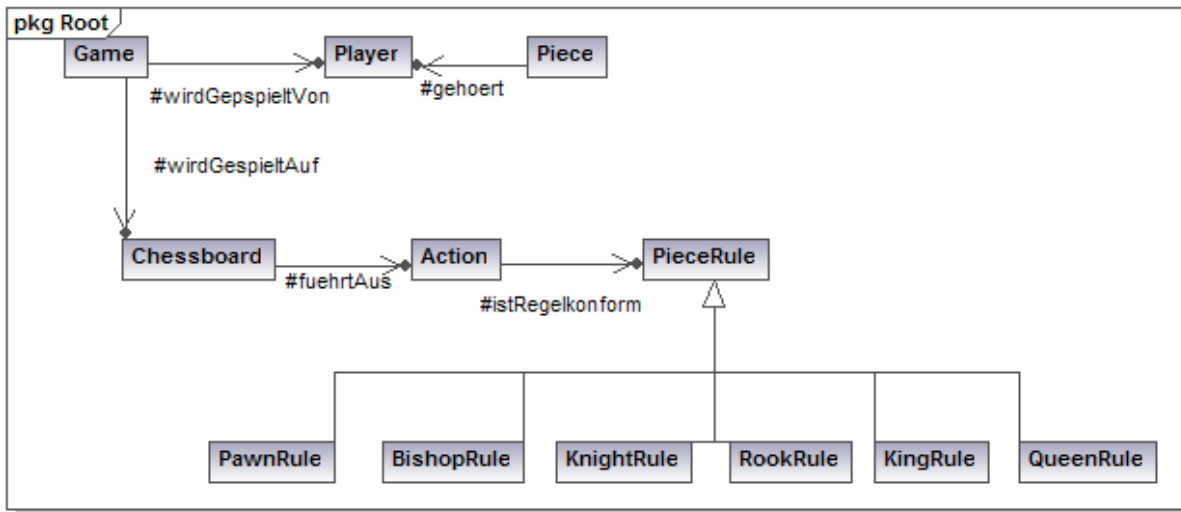 pkg Root
Game
Player
Piece
#wirdGepspieltVon
#gehoert
#wirdGespieltAuf
Chessboard
Action
PieceRule
#fuehrtAus
#istRegelkonform
PawnRule
BishopRule
KnightRule
RookRule
KingRule
QueenRule